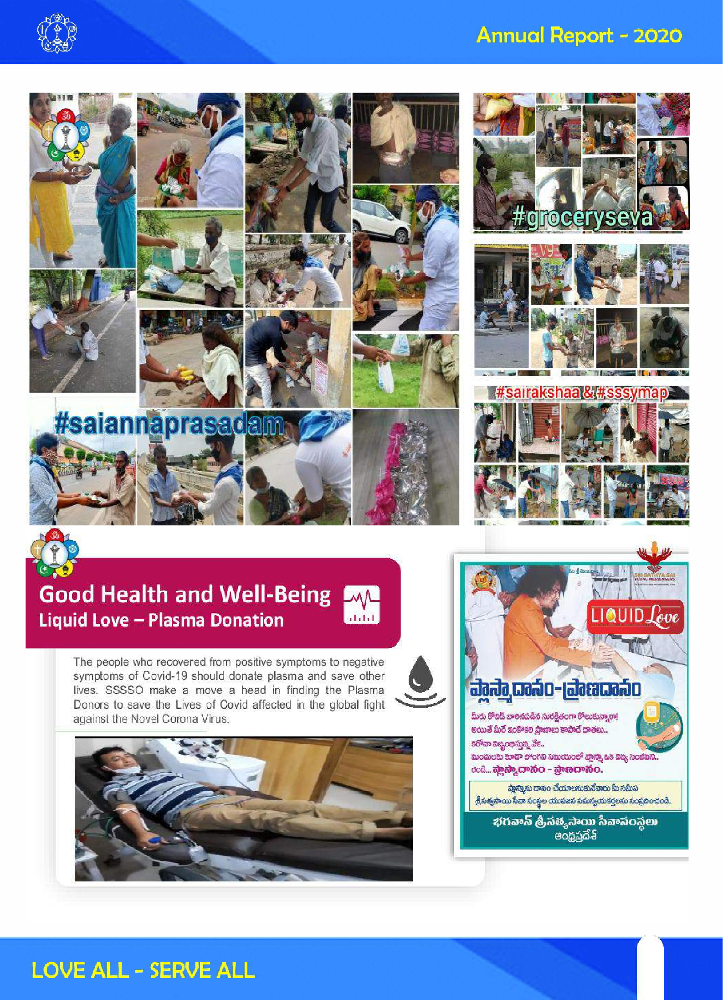 Annual Report - 2020
#groceryseva
#sairakshaa & #sssymap
#saiannaprasadam
Good Health and Well-Being
Liquid Love – Plasma Donation
The people who recovered from positive symptoms to negative
symptoms of Covid-19 should donate plasma and save other
lives. SSSSO make a move a head in finding the Plasma
Donors to save the Lives of Covid affected in the global fight
against the Novel Corona Virus.
SRI SATHYA SAI
YOUNG MESSENGERS
LIQUID Love
ప్లాస్మాదానం-ప్రాణదానం
మీరు కోవిడ్ బారినపడిన సురక్షితంగా కోలుకున్నారా!
అయితే మీరే ఇంకొకరి ప్రాణాలు కాపాడే దాతలు..
కరోనా విజృంభిస్తున్న వేళ..
మందులకు కూడా లొంగని సమయంలో ప్లాస్మా ఒక దివ్య సంజీవని..
రండి... ప్లాస్మాదానం - ప్రాణదానం.
ప్లాస్మాను దానం చేయాలనుకునేవారు మీ సమీప
శ్రీసత్యసాయి సేవా సంస్థల యువజన సమన్వయకర్తలను సంప్రదించండి.
భగవాన్ శ్రీసత్యసాయి సేవాసంస్థలు
ఆంధ్రప్రదేశ్
LOVE ALL - SERVE ALL